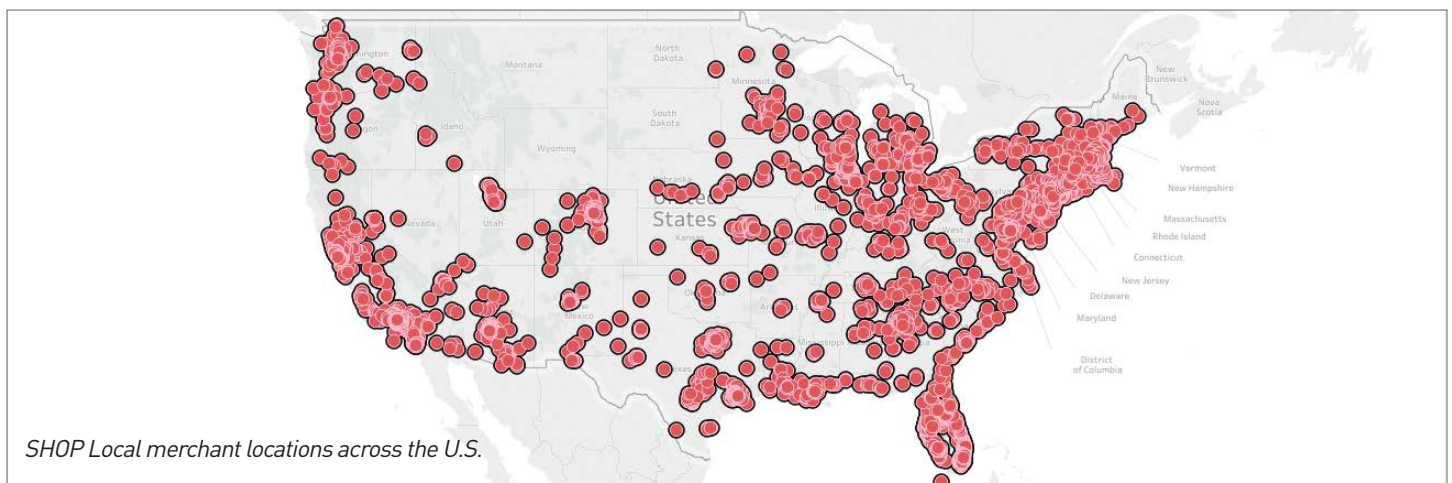 North
Dakota
Montana
Minnesota
New
Brunswick
Maine
Nova
Scotia
South
Dakota
Idaho
Wyoming
Vermont
New Hampshire
Nebraska
United
States
Nevada
Utah
Kansas
West
Massachusetts
Rhode Island
Connecticut
New Jersey
Delaware
Maryland
Mexico
Mississippi
District
of Columbia
SHOP Local merchant locations across the U.S.